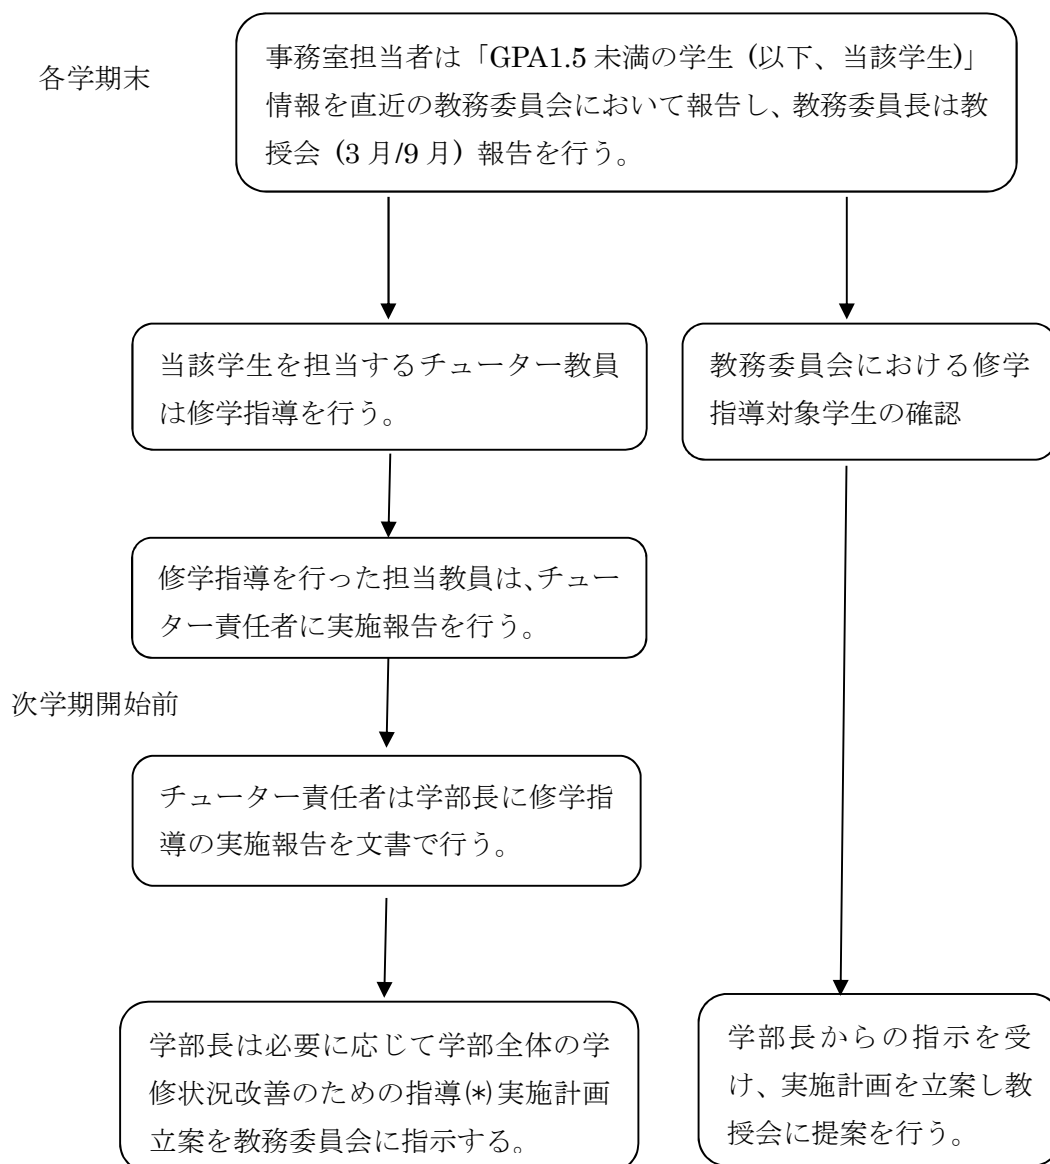 各学期末
事務室担当者は「GPA1.5 未満の学生 (以下、当該学生)」
情報を直近の教務委員会において報告し、教務委員長は教
授会 (3 月/9 月) 報告を行う。
当該学生を担当するチューター教員
は修学指導を行う。
教務委員会における修学
指導対象学生の確認
修学指導を行った担当教員は、チュー
ター責任者に実施報告を行う。
次学期開始前
チューター責任者は学部長に修学指
導の実施報告を文書で行う。
学部長は必要に応じて学部全体の学
修状況改善のための指導(*)実施計画
立案を教務委員会に指示する。
学部長からの指示を受
け、実施計画を立案し教
授会に提案を行う。